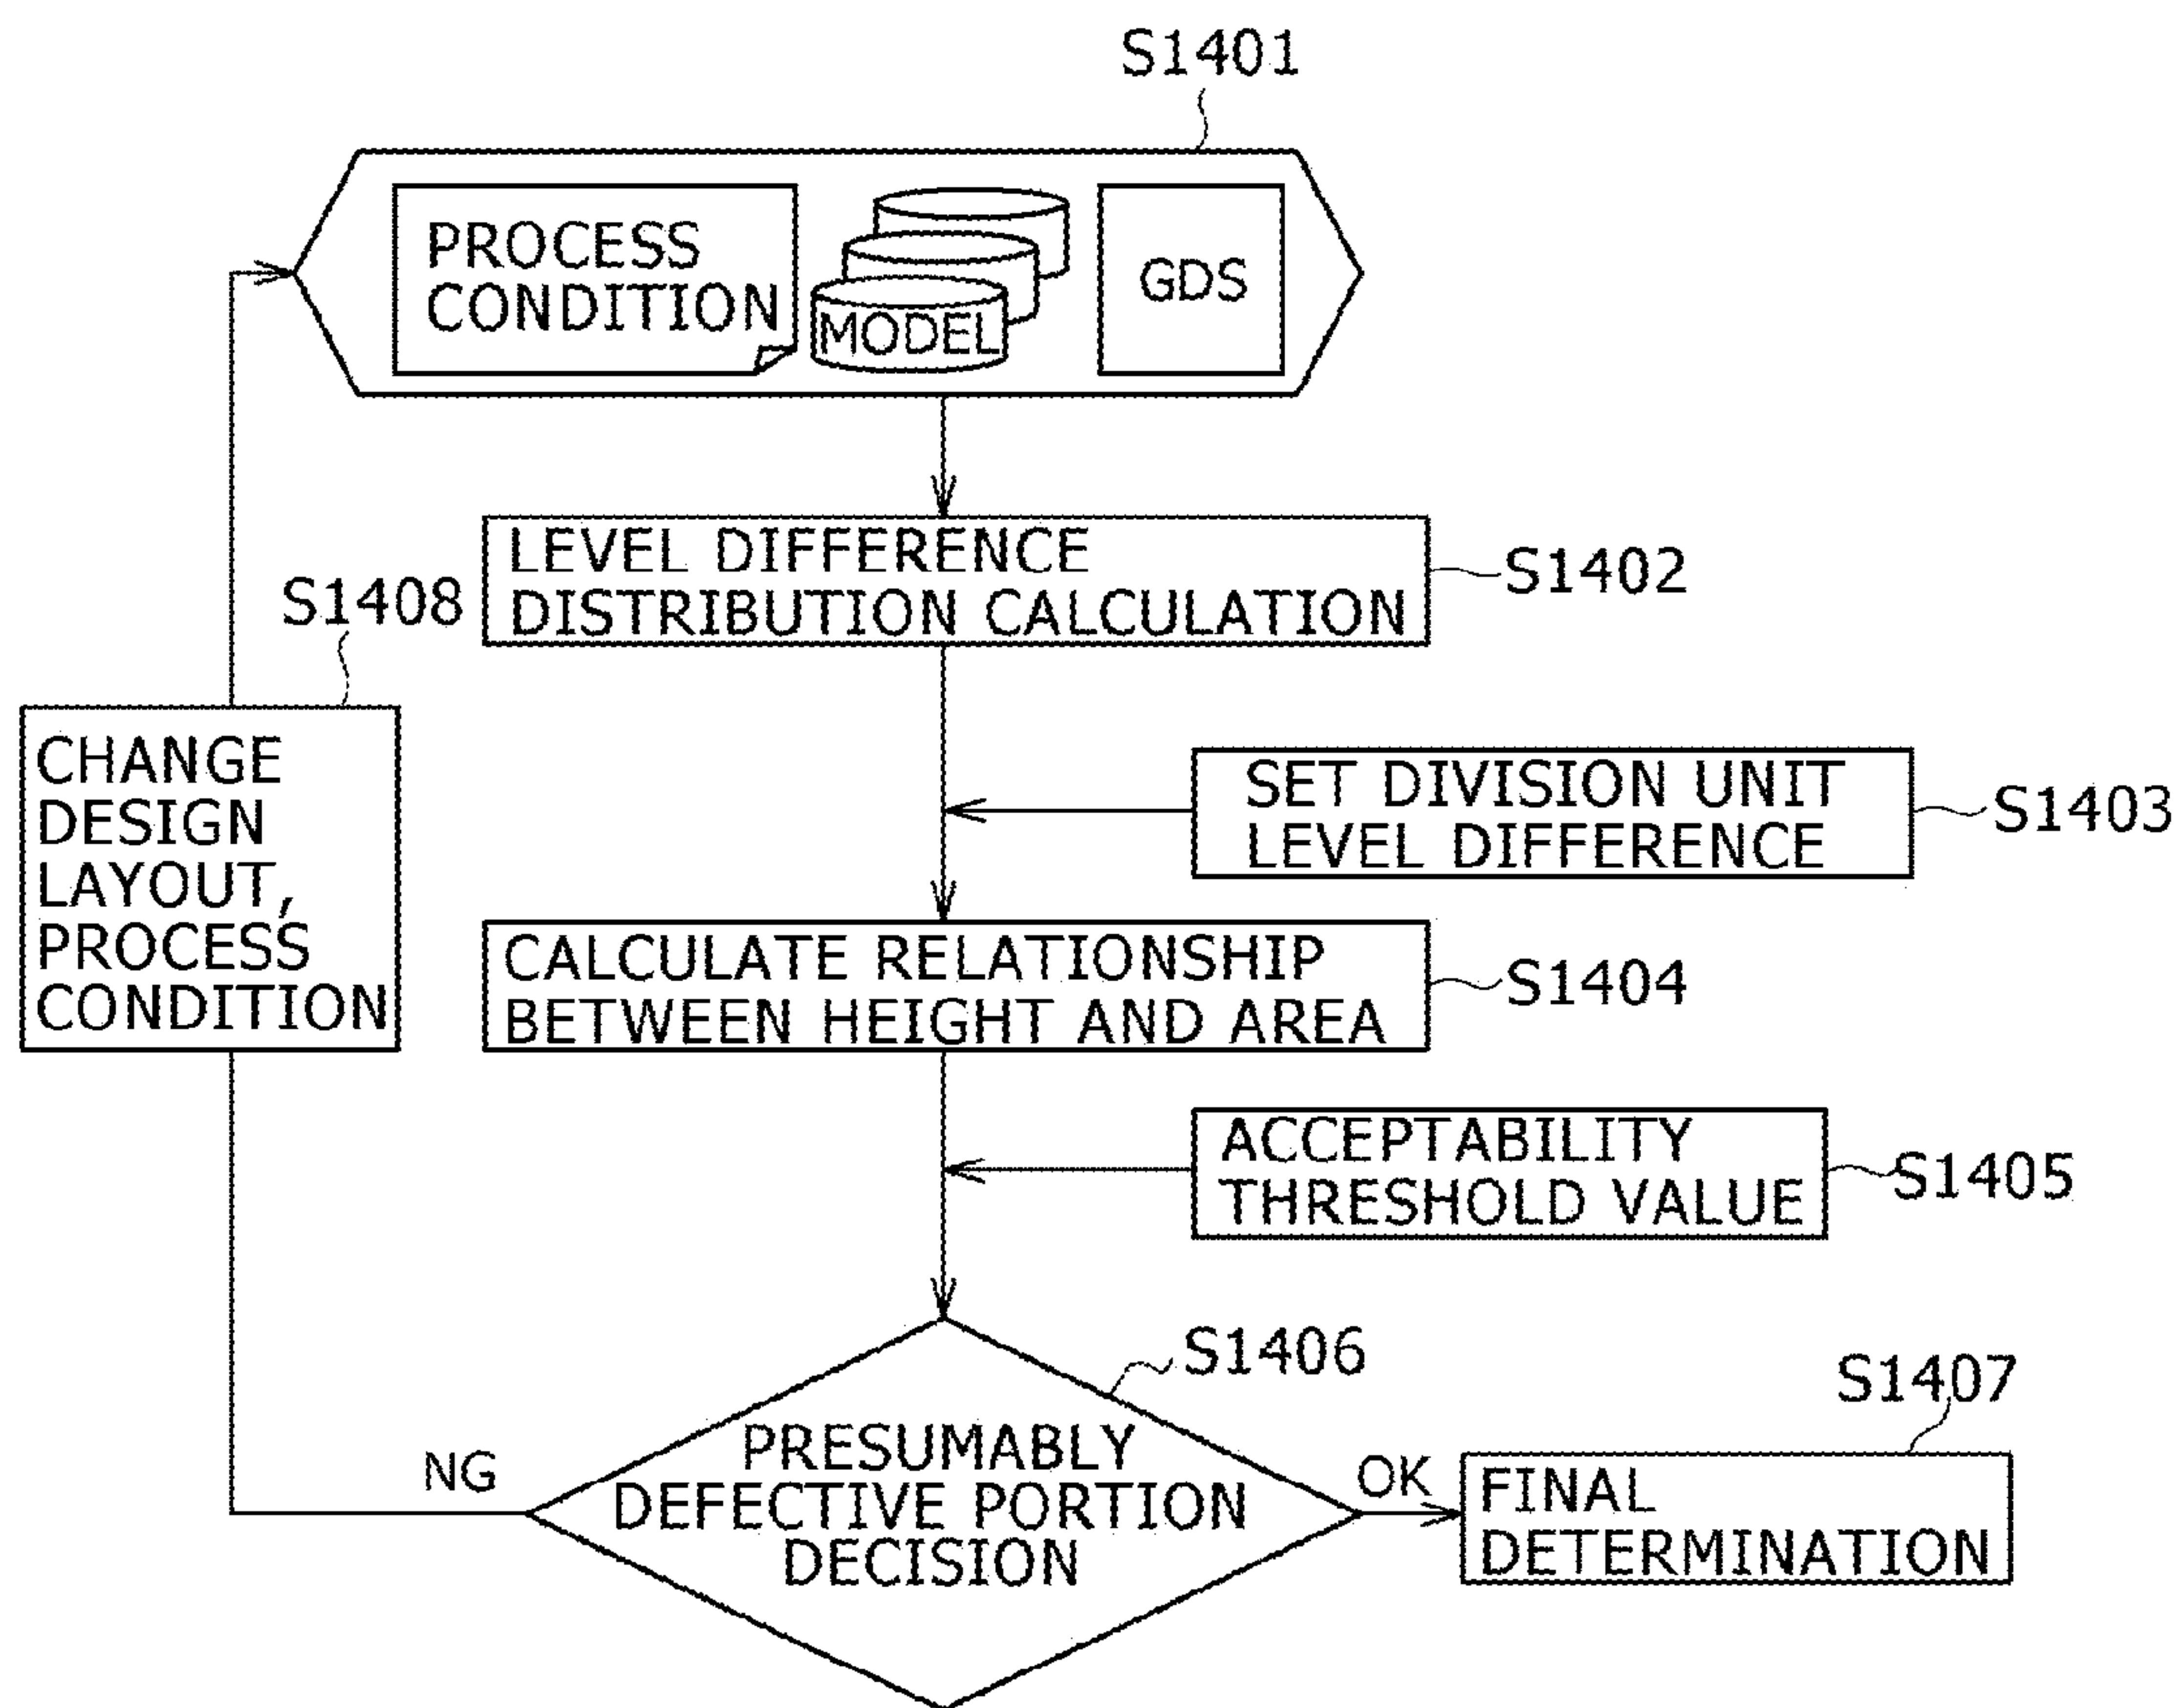 S1401
PROCESS
CONDITION
MODEL
GDS
LEVEL DIFFERENCE
DISTRIBUTION CALCULATION
S1402
S1408
CHANGE
DESIGN
LAYOUT,
PROCESS
CONDITION
SET DIVISION UNIT
LEVEL DIFFERENCE
S1403
CALCULATE RELATIONSHIP
BETWEEN HEIGHT AND AREA
S1404
ACCEPTABILITY
THRESHOLD VALUE
S1405
S1406
PRESUMABLY
DEFECTIVE PORTION
DECISION
NG
OK
S1407
FINAL
DETERMINATION